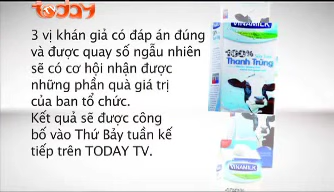 TODAY
3 vị khán giả có đáp án đúng
và được quay số ngẫu nhiên
sẽ có cơ hội nhận được
những phần quà giá trị
của ban tổ chức.
Kết quả sẽ được công
bố vào Thứ Bảy tuần kế
tiếp trên TODAY TV.
VINAMILK
Thanh Trùng
VINAMILK